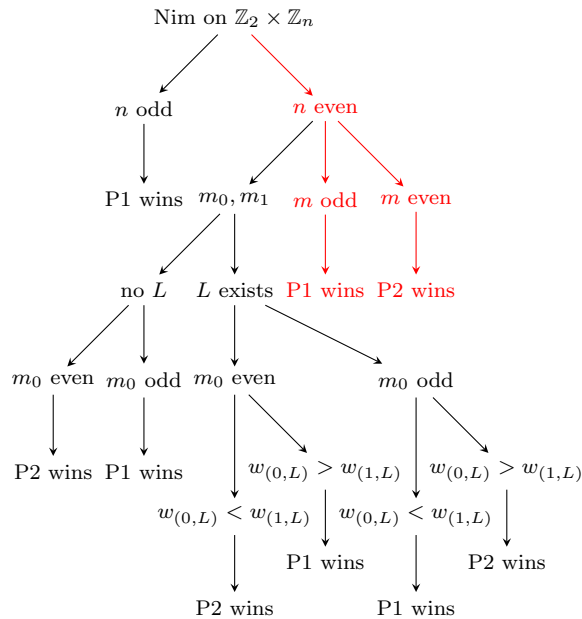 Nim on ℤ₂ × ℤₙ
n odd
n even
P1 wins
m₀, m₁
m odd
m even
no L
L exists
P1 wins
P2 wins
m₀ even
m₀ odd
m₀ even
m₀ odd
P2 wins
P1 wins
w₍₀,L₎ > w₍₁,L₎
w₍₀,L₎ > w₍₁,L₎
w₍₀,L₎ < w₍₁,L₎
w₍₀,L₎ < w₍₁,L₎
P1 wins
P2 wins
P2 wins
P1 wins